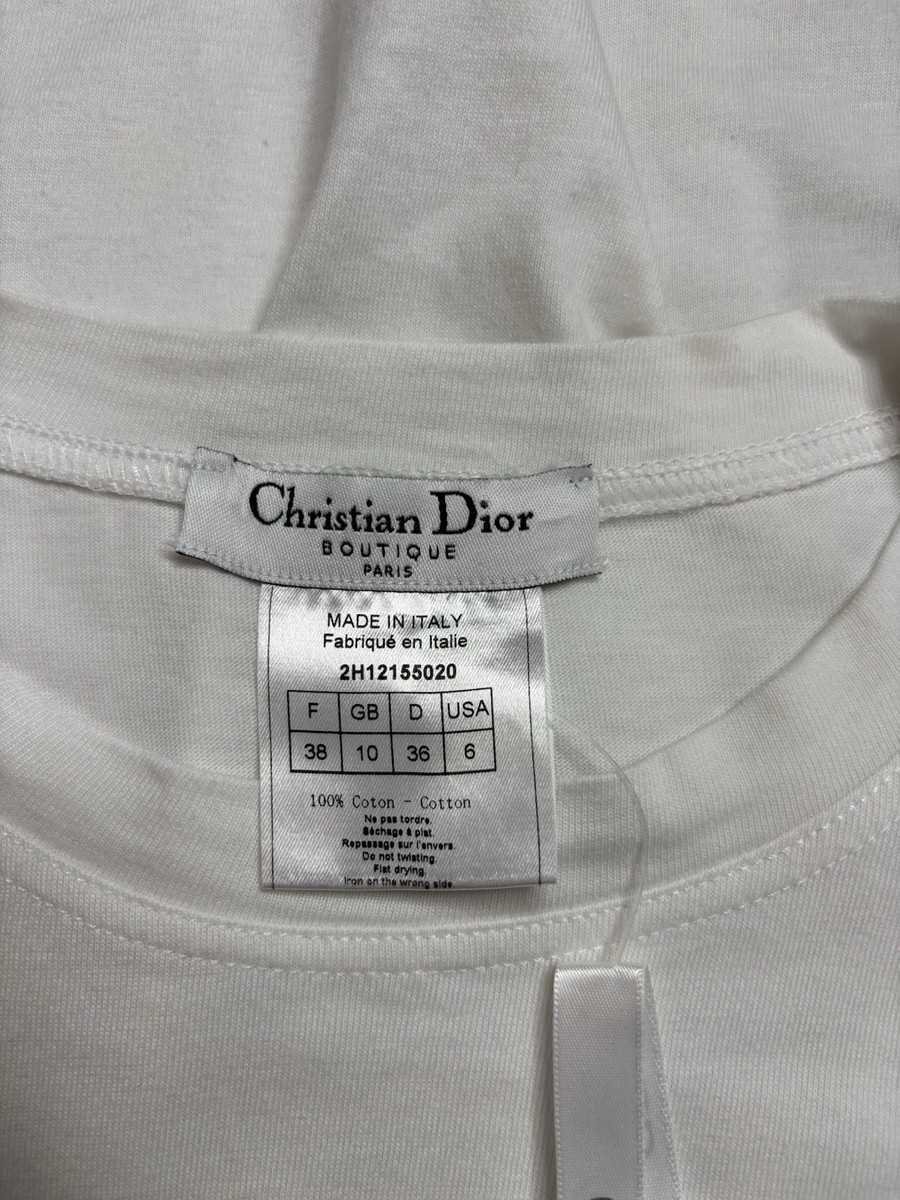 Christian Dior
BOUTIQUE
PARIS
MADE IN ITALY
Fabriqué en Italie
2H12155020
F GB D USA
38 10 36 6
100% Coton - Cotton
Ne pas tordre.
Séchage à plat.
Repassage sur l'envers.
Do not twisting.
Flat drying.
Iron on the wrong side.